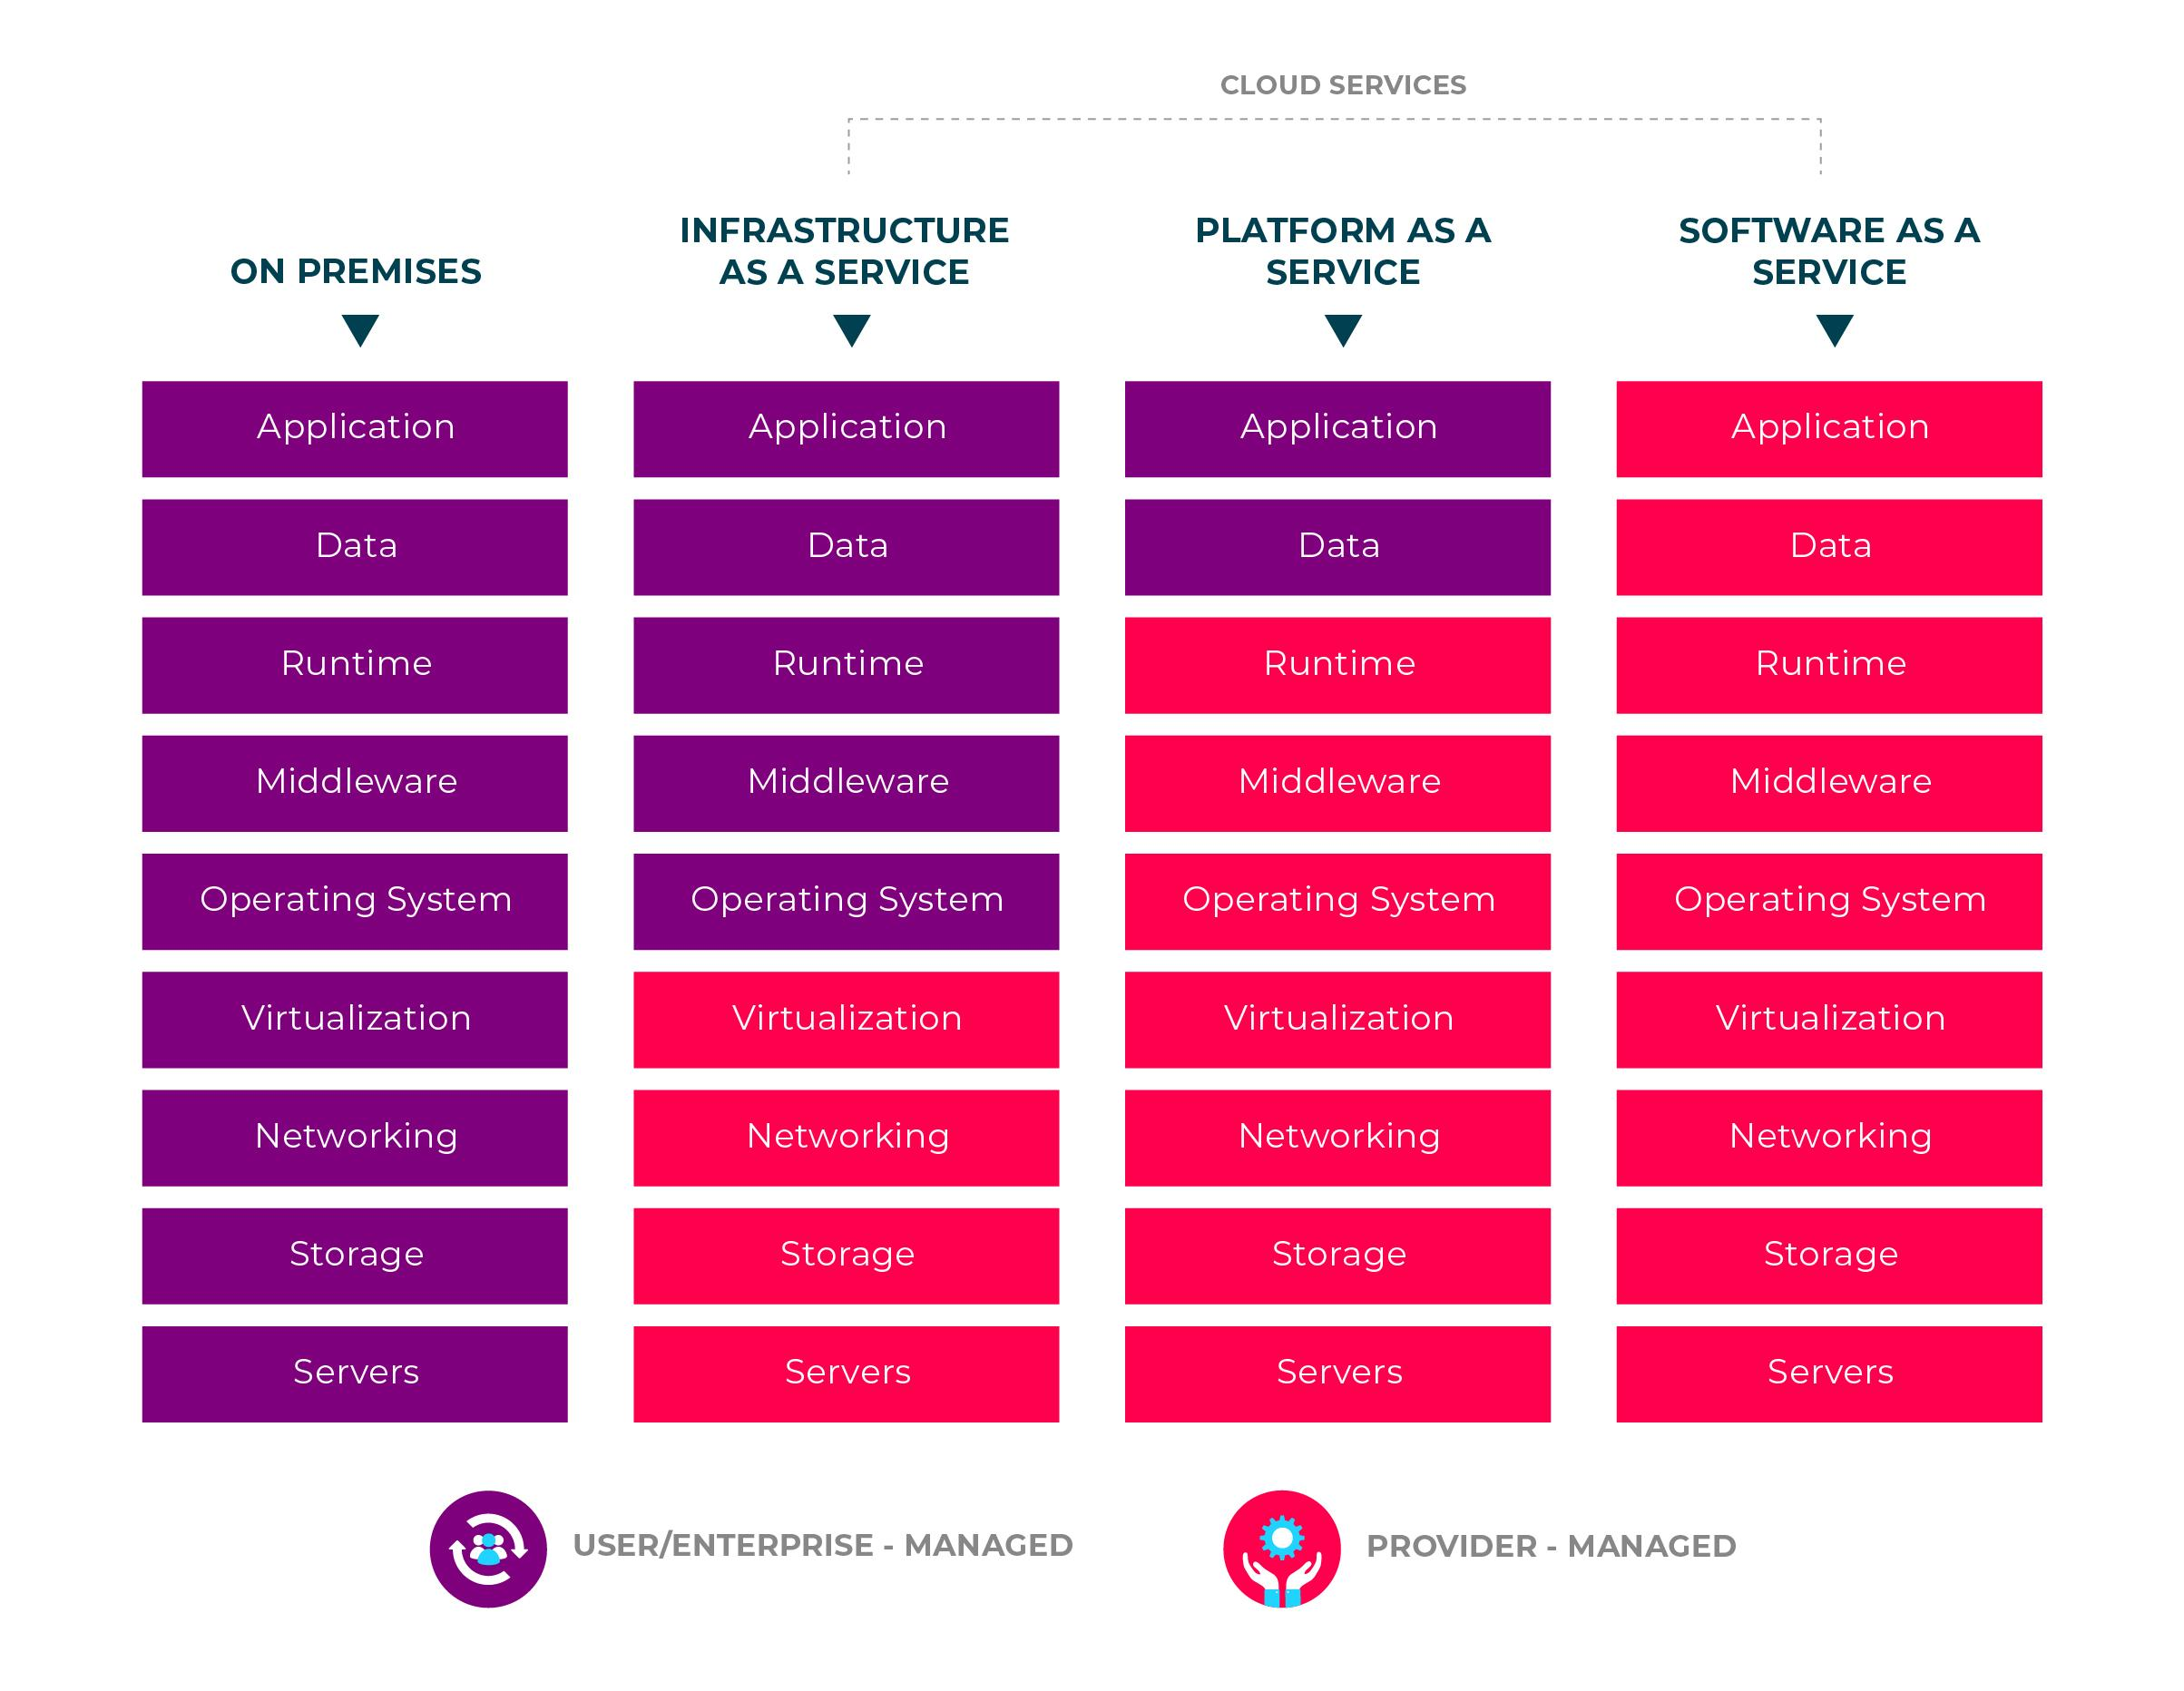 CLOUD SERVICES
ON PREMISES
INFRASTRUCTURE
AS A SERVICE
PLATFORM AS A
SERVICE
SOFTWARE AS A
SERVICE
Application
Application
Application
Application
Data
Data
Data
Data
Runtime
Runtime
Runtime
Runtime
Middleware
Middleware
Middleware
Middleware
Operating System
Operating System
Operating System
Operating System
Virtualization
Virtualization
Virtualization
Virtualization
Networking
Networking
Networking
Networking
Storage
Storage
Storage
Storage
Servers
Servers
Servers
Servers
USER/ENTERPRISE - MANAGED
PROVIDER - MANAGED